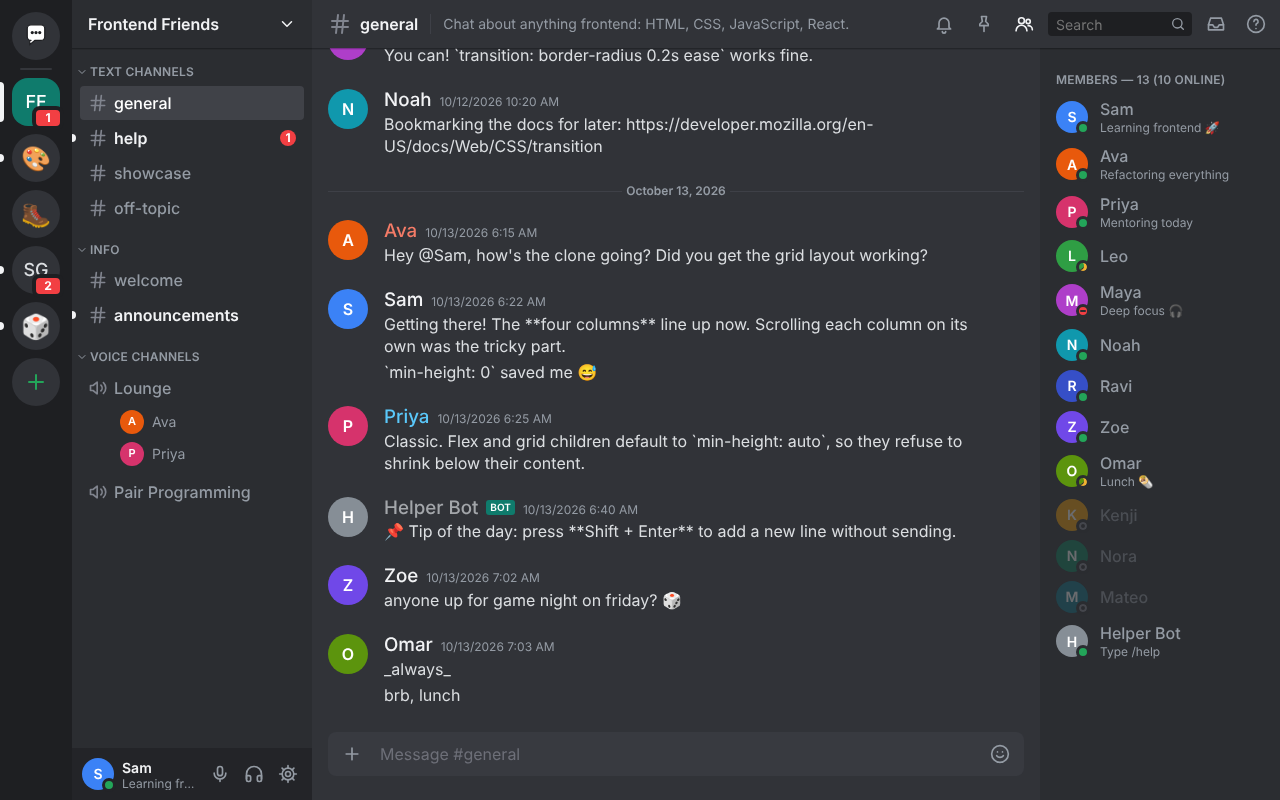 Frontend Friends
general
Chat about anything frontend: HTML, CSS, JavaScript, React.
Search
FF
1
SG
2
TEXT CHANNELS
general
help
1
showcase
off-topic
INFO
welcome
announcements
VOICE CHANNELS
Lounge
A Ava
P Priya
Pair Programming
S Sam
Learning fr...
You can! `transition: border-radius 0.2s ease` works fine.
N Noah 10/12/2026 10:20 AM
Bookmarking the docs for later: https://developer.mozilla.org/en-
US/docs/Web/CSS/transition
October 13, 2026
A Ava 10/13/2026 6:15 AM
Hey @Sam, how's the clone going? Did you get the grid layout working?
S Sam 10/13/2026 6:22 AM
Getting there! The **four columns** line up now. Scrolling each column on its
own was the tricky part.
`min-height: 0` saved me 😅
P Priya 10/13/2026 6:25 AM
Classic. Flex and grid children default to `min-height: auto`, so they refuse to
shrink below their content.
H Helper Bot BOT 10/13/2026 6:40 AM
📌 Tip of the day: press **Shift + Enter** to add a new line without sending.
Z Zoe 10/13/2026 7:02 AM
anyone up for game night on friday? 🎲
O Omar 10/13/2026 7:03 AM
_always_
brb, lunch
Message #general
MEMBERS — 13 (10 ONLINE)
S Sam
Learning frontend 🚀
A Ava
Refactoring everything
P Priya
Mentoring today
L Leo
M Maya
Deep focus 🎧
N Noah
R Ravi
Z Zoe
O Omar
Lunch 🌯
K Kenji
N Nora
M Mateo
H Helper Bot
Type /help